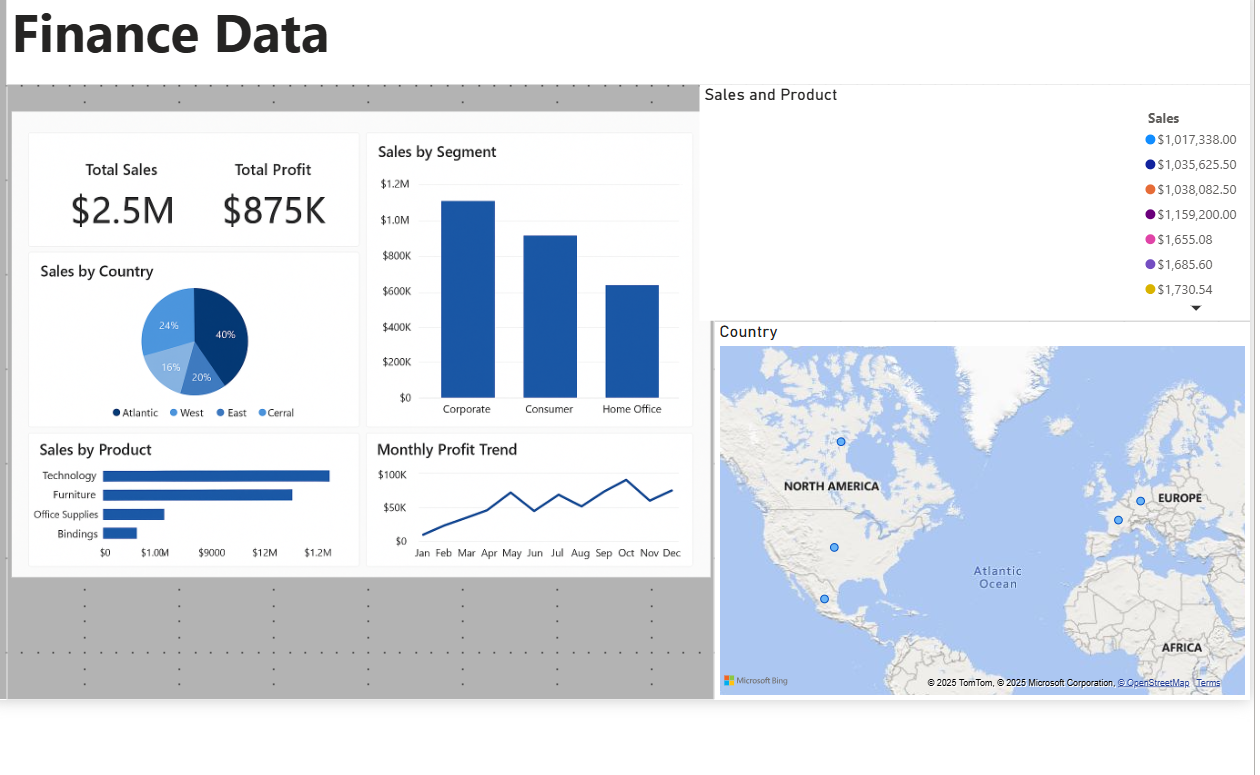 Finance Data
Total Sales
Total Profit
$2.5M
$875K
Sales by Segment
$1.2M
$1.0M
$800K
$600K
$400K
$200K
$0
Corporate Consumer Home Office
Sales by Country
24%
40%
16%
20%
Atlantic West East Cerral
Sales by Product
Technology
Furniture
Office Supplies
Bindings
$0 $1.00M $9000 $12M $1.2M
Monthly Profit Trend
$100K
$50K
$0
Jan Feb Mar Apr May Jun Jul Aug Sep Oct Nov Dec
Sales and Product
Sales
$1,017,338.00
$1,035,625.50
$1,038,082.50
$1,159,200.00
$1,655.08
$1,685.60
$1,730.54
Country
NORTH AMERICA
EUROPE
Atlantic
Ocean
AFRICA
Microsoft Bing
© 2025 TomTom, © 2025 Microsoft Corporation, © OpenStreetMap Terms